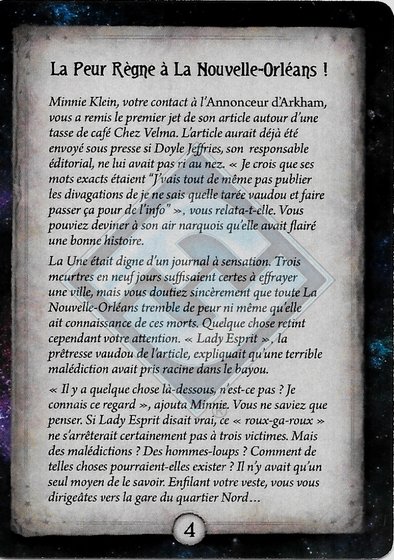 La Peur Règne à La Nouvelle-Orléans !
Minnie Klein, votre contact à l'Annonceur d'Arkham,
vous a remis le premier jet de son article autour d'une
tasse de café Chez Velma. L'article aurait déjà été
envoyé sous presse si Doyle Jeffries, son responsable
éditorial, ne lui avait pas ri au nez. « Je crois que ses
mots exacts étaient “J'vais tout de même pas publier
les divagations de je ne sais quelle tarée vaudou et faire
passer ça pour de l'info” », vous relata-t-elle. Vous
pouviez deviner à son air narquois qu'elle avait flairé
une bonne histoire.
La Une était digne d'un journal à sensation. Trois
meurtres en neuf jours suffisaient certes à effrayer
une ville, mais vous doutiez sincèrement que toute La
Nouvelle-Orléans tremble de peur ni même qu'elle
ait connaissance de ces morts. Quelque chose retint
cependant votre attention. « Lady Esprit », la
prêtresse vaudou de l'article, expliquait qu'une terrible
malédiction avait pris racine dans le bayou.
« Il y a quelque chose là-dessous, n'est-ce pas ? Je
connais ce regard », ajouta Minnie. Vous ne saviez que
penser. Si Lady Esprit disait vrai, ce « roux-ga-roux »
ne s'arrêterait certainement pas à trois victimes. Mais
des malédictions ? Des hommes-loups ? Comment de
telles choses pourraient-elles exister ? Il n'y avait qu'un
seul moyen de le savoir. Enfilant votre veste, vous vous
dirigeâtes vers la gare du quartier Nord…
4